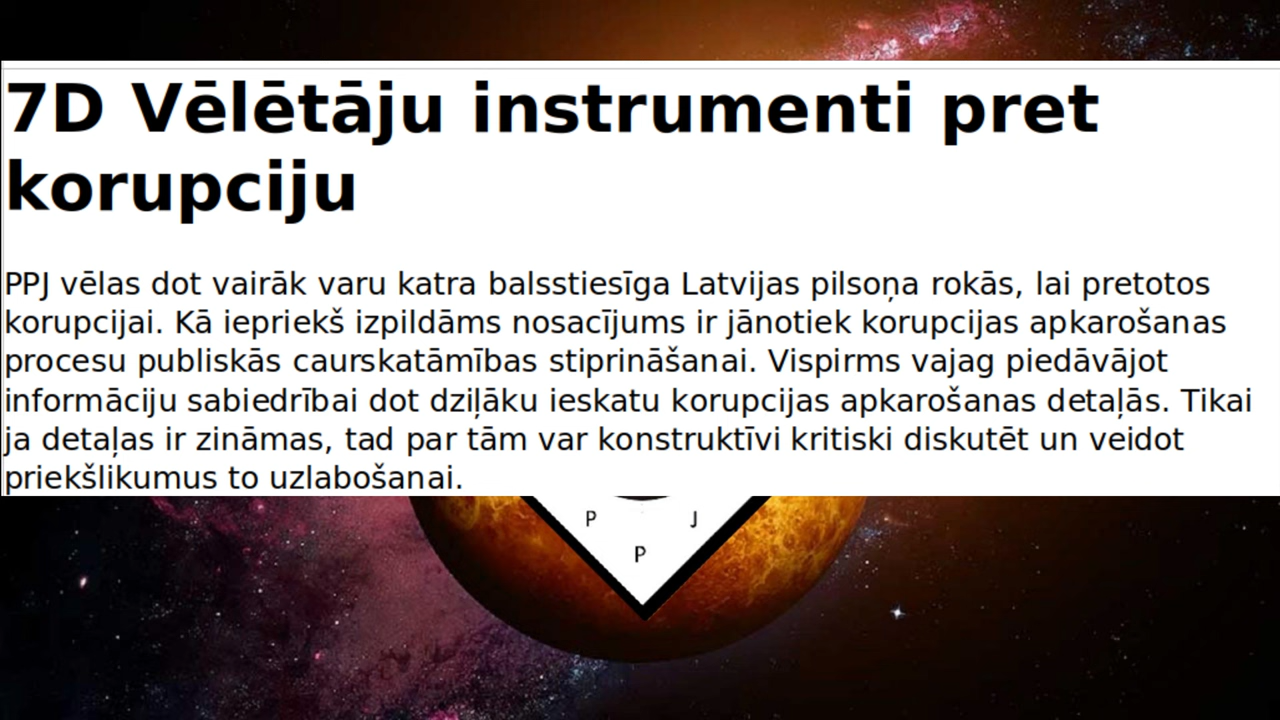 7D Vēlētāju instrumenti pret
korupciju
PPJ vēlas dot vairāk varu katra balsstiesīga Latvijas pilsoņa rokās, lai pretotos
korupcijai. Kā iepriekš izpildāms nosacījums ir jānotiek korupcijas apkarošanas
procesu publiskās caurskatāmības stiprināšanai. Vispirms vajag piedāvājot
informāciju sabiedrībai dot dziļāku ieskatu korupcijas apkarošanas detaļās. Tikai
ja detaļas ir zināmas, tad par tām var konstruktīvi kritiski diskutēt un veidot
priekšlikumus to uzlabošanai.
P J
P